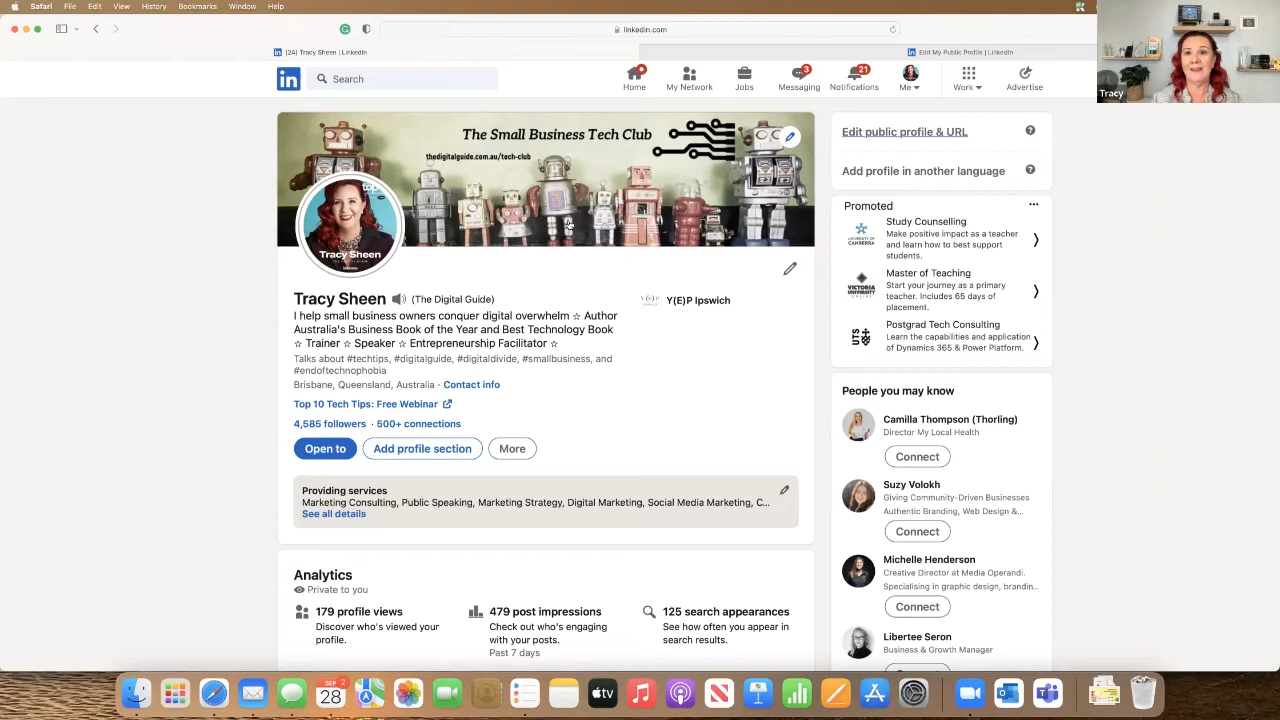 Safari File Edit View History Bookmarks Window Help
linkedin.com
(24) Tracy Sheen | LinkedIn
Edit My Public Profile | LinkedIn
in
Search
Home
My Network
Jobs
3
Messaging
21
Notifications
Me
Work
Advertise
Tracy
The Small Business Tech Club
thedigitalguide.com.au/tech-club
Tracy Sheen
Tracy Sheen (The Digital Guide)
I help small business owners conquer digital overwhelm ☆ Author
Australia's Business Book of the Year and Best Technology Book
☆ Trainer ☆ Speaker ☆ Entrepreneurship Facilitator ☆
Talks about #techtips, #digitalguide, #digitaldivide, #smallbusiness, and
#endoftechnophobia
Brisbane, Queensland, Australia · Contact info
Top 10 Tech Tips: Free Webinar
4,585 followers · 500+ connections
Open to
Add profile section
More
Y(E)P Ipswich
Providing services
Marketing Consulting, Public Speaking, Marketing Strategy, Digital Marketing, Social Media Marketing, C...
See all details
Analytics
Private to you
179 profile views
Discover who's viewed your
profile.
479 post impressions
Check out who's engaging
with your posts.
Past 7 days
125 search appearances
See how often you appear in
search results.
Edit public profile & URL
Add profile in another language
Promoted
Study Counselling
Make positive impact as a teacher
and learn how to best support
students.
Master of Teaching
Start your journey as a primary
teacher. Includes 65 days of
placement.
Postgrad Tech Consulting
Learn the capabilities and application
of Dynamics 365 & Power Platform.
People you may know
Camilla Thompson (Thorling)
Director My Local Health
Connect
Suzy Volokh
Giving Community-Driven Businesses
Authentic Branding, Web Design &...
Connect
Michelle Henderson
Creative Director at Media Operandi.
Specialising in graphic design, brandin...
Connect
Libertee Seron
Business & Growth Manager
SEP 2
28
tv